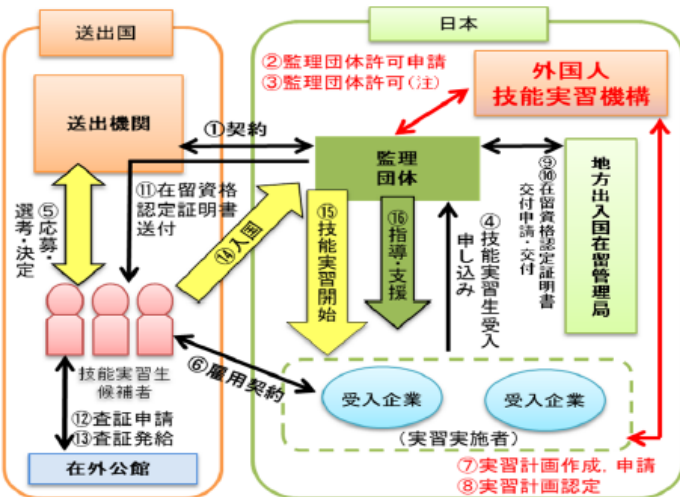 送出国
日本
②監理団体許可申請
③監理団体許可(注)
外国人
技能実習機構
送出機関
①契約
監理
団体
⑤応募・
選考・決定
⑪在留資格
認定証明書
送付
⑭入国
⑮技能実習開始
⑯指導・支援
④技能実習生受入
申し込み
⑨⑩在留資格認定証明書
交付申請・交付
地方出入国在留管理局
技能実習生
候補者
⑥雇用契約
受入企業
受入企業
(実習実施者)
⑫査証申請
⑬査証発給
在外公館
⑦実習計画作成，申請
⑧実習計画認定